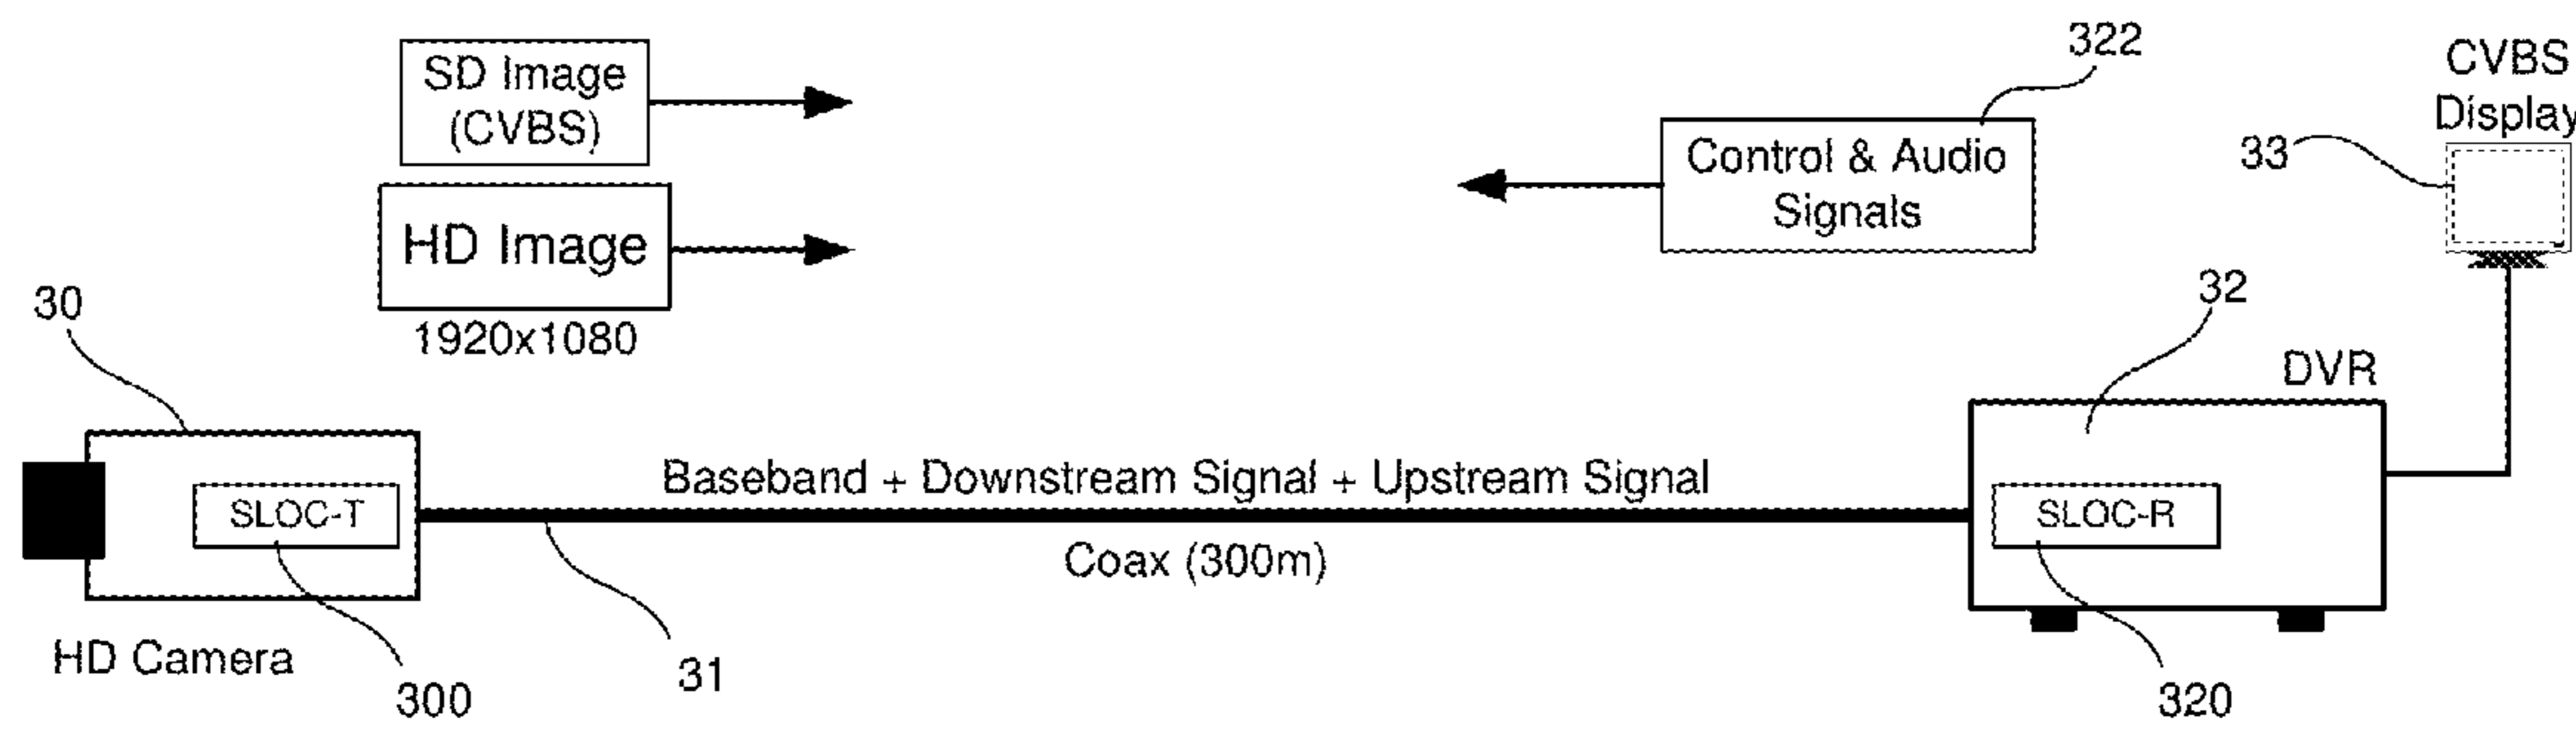 SD Image
(CVBS)
HD Image
1920x1080
322
Control & Audio
Signals
CVBS
Display
33
30
32
DVR
SLOC-T
Baseband + Downstream Signal + Upstream Signal
Coax (300m)
SLOC-R
HD Camera
300
31
320